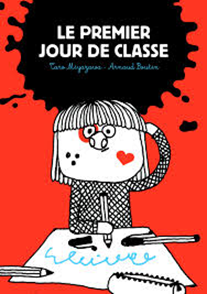 LE PREMIER
JOUR DE CLASSE
Taro Miyazawa - Arnaud Boutin